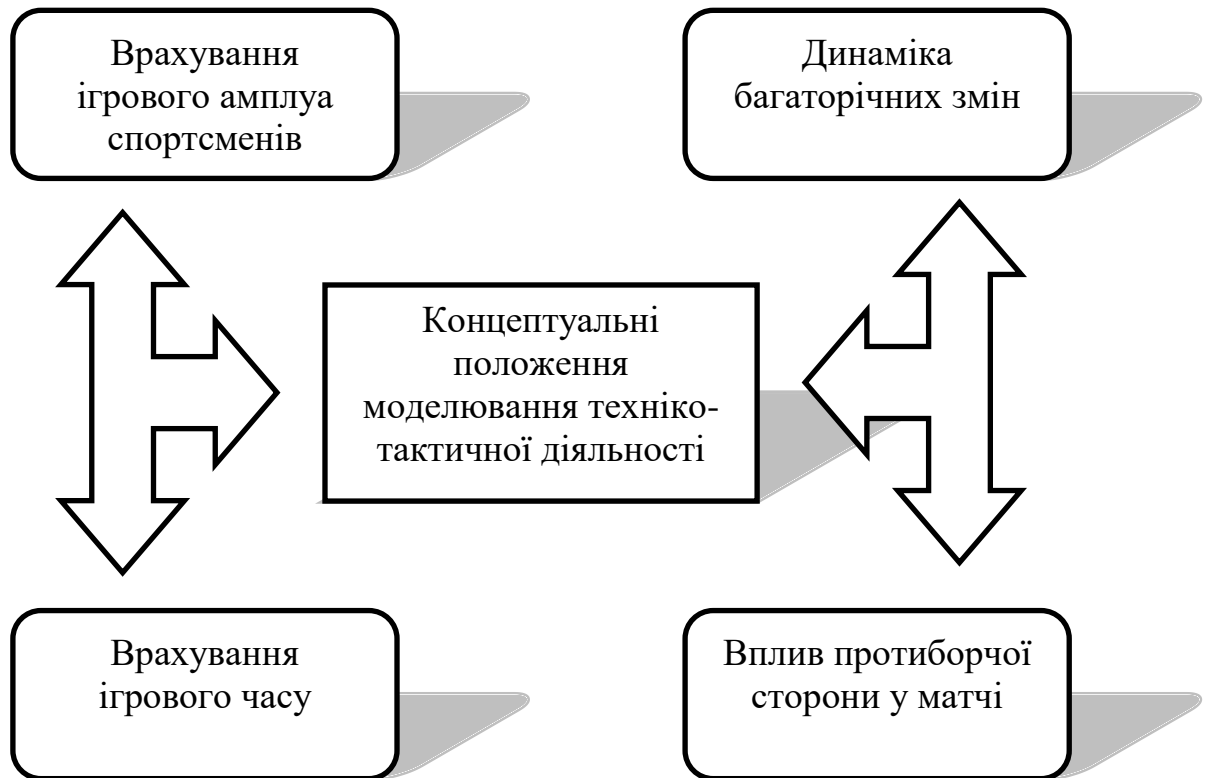 Врахування
ігрового амплуа
спортсменів
Динаміка
багаторічних змін
Концептуальні
положення
моделювання техніко-
тактичної діяльності
Врахування
ігрового часу
Вплив протиборчої
сторони у матчі